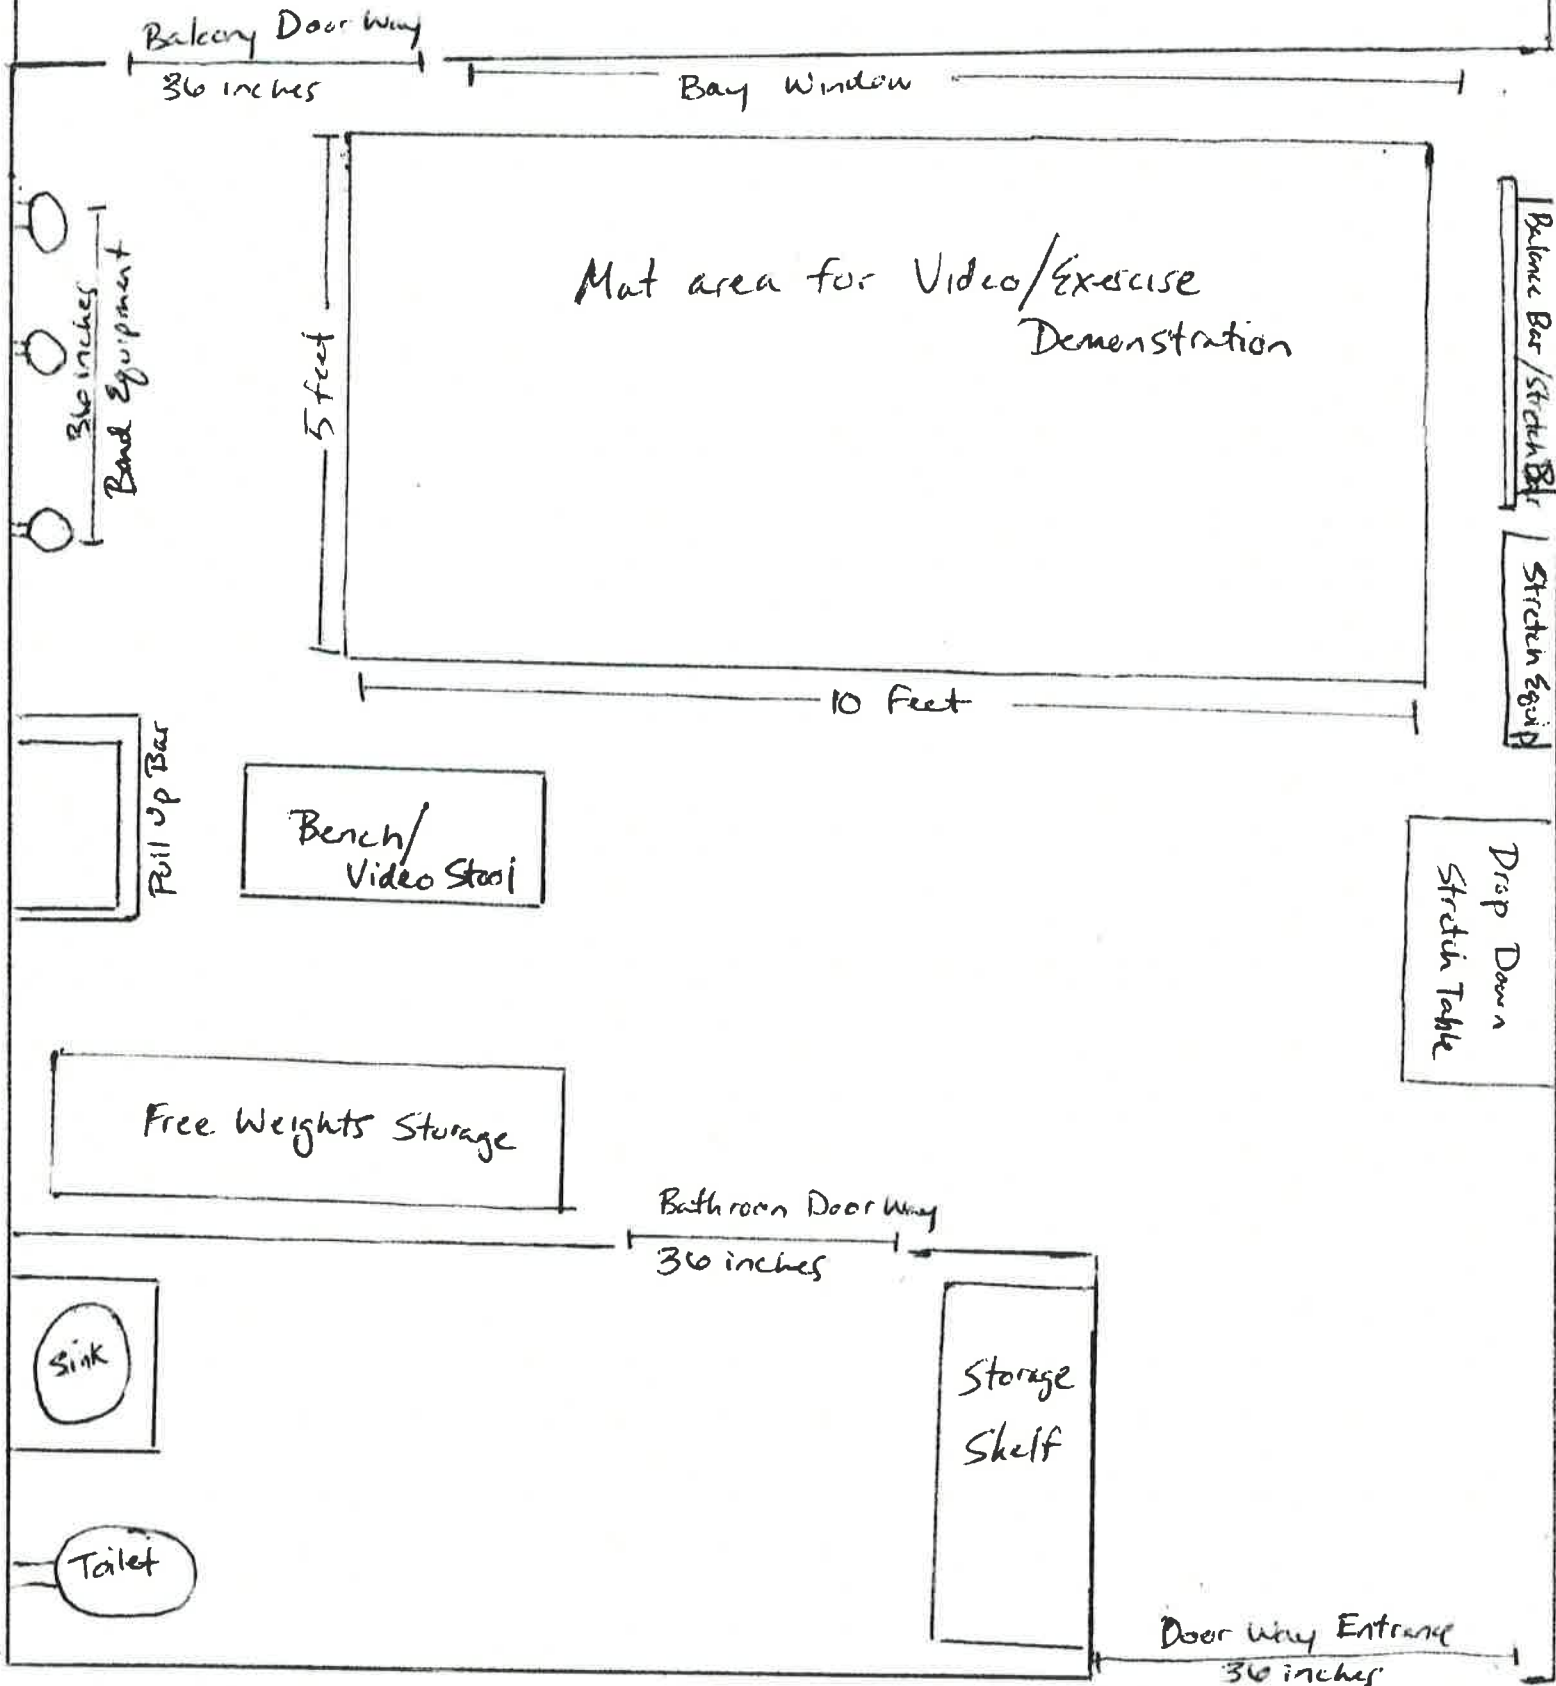 Balcony Door Way
36 inches
Bay Window
36 inches
Band Equipment
5 feet
Mat area for Video/Exercise
Demonstration
Balance Bar/Stretch Bar
Stretch Equip
10 Feet
Pull Up Bar
Bench/
Video Stool
Drop Down
Stretch Table
Free Weights Storage
Bathroom Door Way
36 inches
Sink
Storage
Shelf
Toilet
Door Way Entrance
36 inches